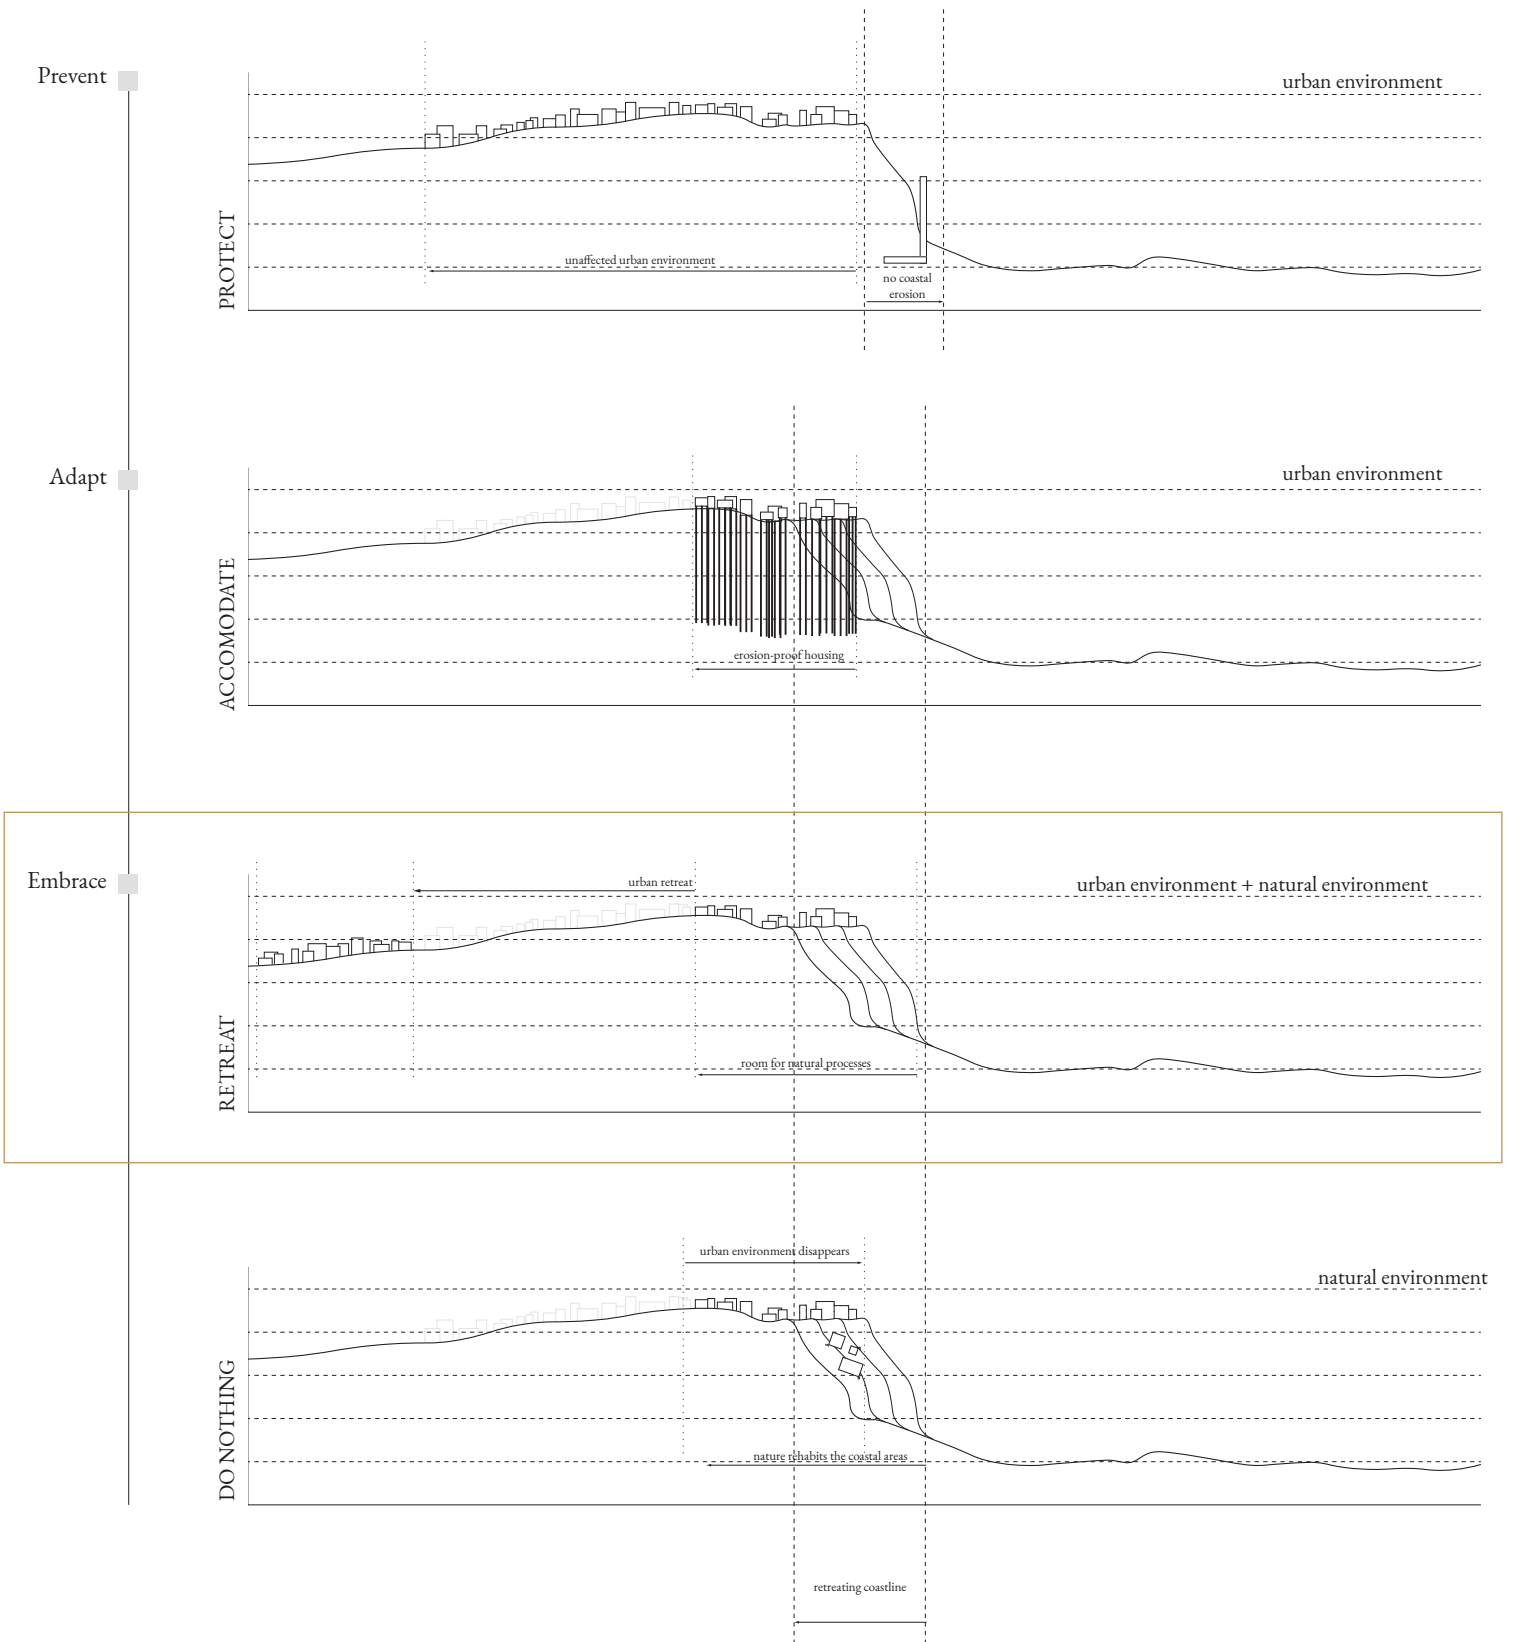 Prevent
urban environment
PROTECT
unaffected urban environment
no coastal
erosion
Adapt
urban environment
ACCOMODATE
erosion-proof housing
Embrace
urban retreat
urban environment + natural environment
RETREAT
room for natural processes
urban environment disappears
natural environment
DO NOTHING
nature rehabits the coastal areas
retreating coastline